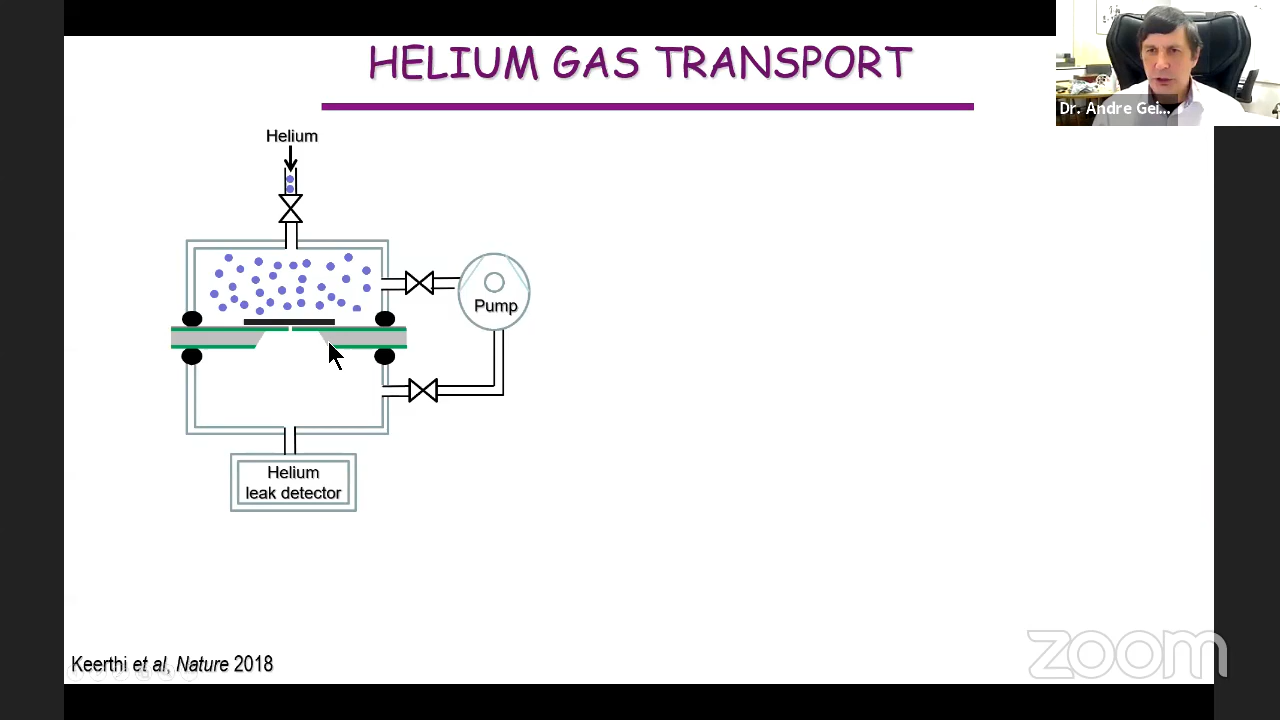 HELIUM GAS TRANSPORT
Dr. Andre Gei...
Helium
Pump
Helium
leak detector
Keerthi et al, Nature 2018
zoom